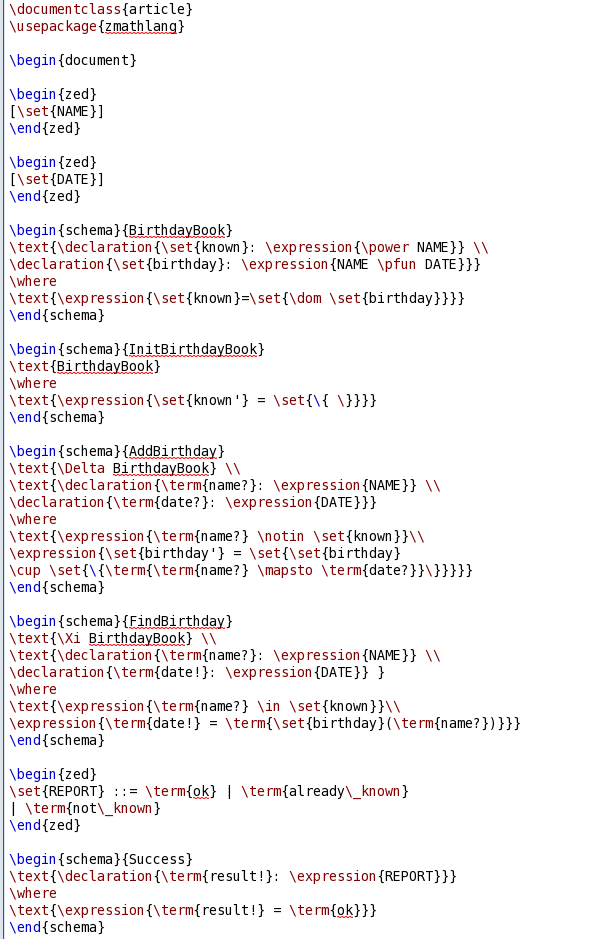 \documentclass{article}
\usepackage{zmathlang}
\begin{document}
\begin{zed}
[\set{NAME}]
\end{zed}
\begin{zed}
[\set{DATE}]
\end{zed}
\begin{schema}{BirthdayBook}
\text{\declaration{\set{known}: \expression{\power NAME}} \\
\declaration{\set{birthday}: \expression{NAME \pfun DATE}}}
\where
\text{\expression{\set{known}=\set{\dom \set{birthday}}}}
\end{schema}
\begin{schema}{InitBirthdayBook}
\text{BirthdayBook}
\where
\text{\expression{\set{known'} = \set{\{ \}}}}
\end{schema}
\begin{schema}{AddBirthday}
\text{\Delta BirthdayBook} \\
\text{\declaration{\term{name?}: \expression{NAME}} \\
\declaration{\term{date?}: \expression{DATE}}}
\where
\text{\expression{\term{name?} \notin \set{known}}\\
\expression{\set{birthday'} = \set{\set{birthday}
\cup \set{\{\term{\term{name?} \mapsto \term{date?}}\}}}}}
\end{schema}
\begin{schema}{FindBirthday}
\text{\Xi BirthdayBook} \\
\text{\declaration{\term{name?}: \expression{NAME}} \\
\declaration{\term{date!}: \expression{DATE}} }
\where
\text{\expression{\term{name?} \in \set{known}}\\
\expression{\term{date!} = \term{\set{birthday}(\term{name?})}}}
\end{schema}
\begin{zed}
\set{REPORT} ::= \term{ok} | \term{already\_known}
| \term{not\_known}
\end{zed}
\begin{schema}{Success}
\text{\declaration{\term{result!}: \expression{REPORT}}}
\where
\text{\expression{\term{result!} = \term{ok}}}
\end{schema}